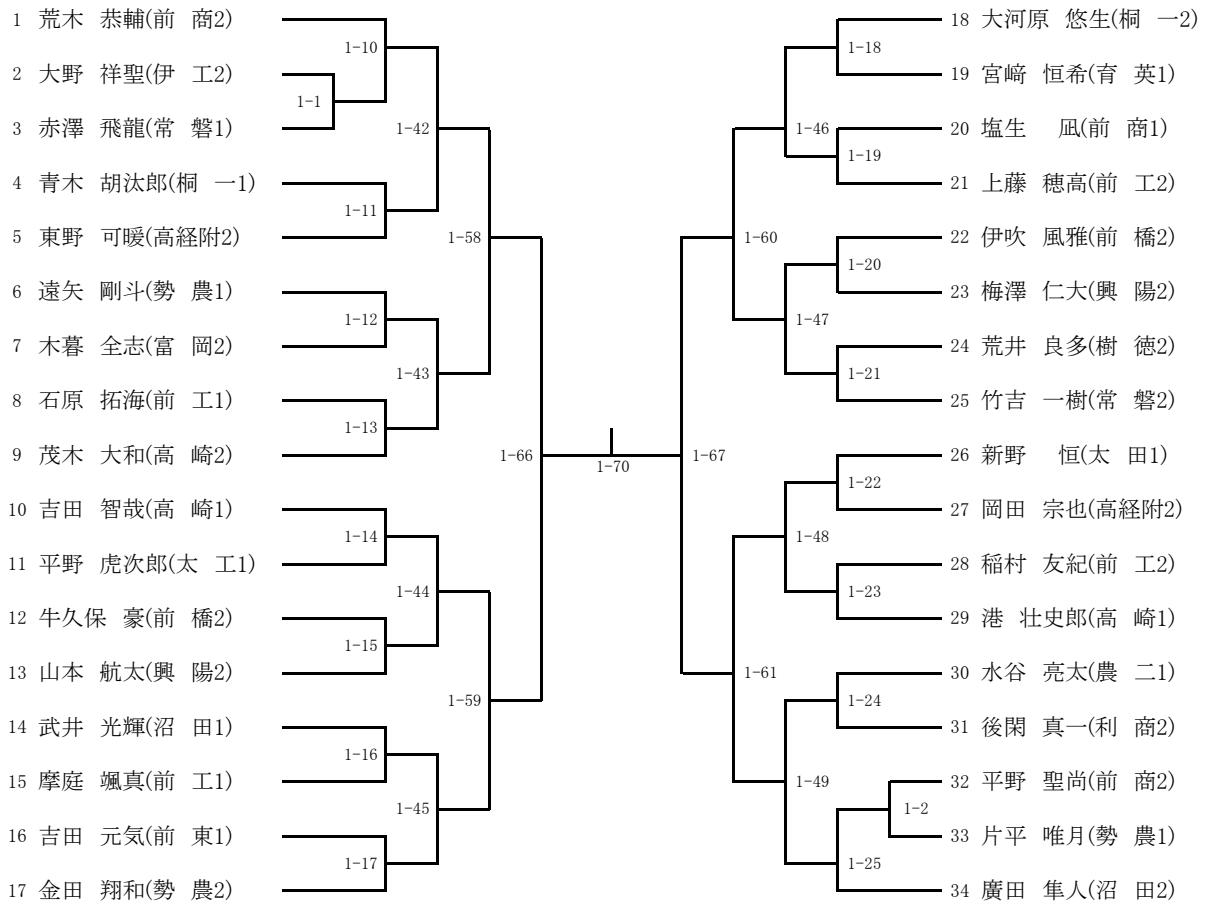 1 荒木 恭輔(前 商2)
2 大野 祥聖(伊 工2)
3 赤澤 飛龍(常 磐1)
4 青木 胡汰郎(桐 一1)
5 東野 可暖(高経附2)
6 遠矢 剛斗(勢 農1)
7 木暮 全志(富 岡2)
8 石原 拓海(前 工1)
9 茂木 大和(高 崎2)
10 吉田 智哉(高 崎1)
11 平野 虎次郎(太 工1)
12 牛久保 豪(前 橋2)
13 山本 航太(興 陽2)
14 武井 光輝(沼 田1)
15 摩庭 颯真(前 工1)
16 吉田 元気(前 東1)
17 金田 翔和(勢 農2)
1-1
1-10
1-11
1-12
1-13
1-14
1-15
1-16
1-17
1-42
1-43
1-44
1-45
1-58
1-59
1-66
1-70
1-67
1-60
1-61
1-46
1-47
1-48
1-49
1-18
1-19
1-20
1-21
1-22
1-23
1-24
1-25
1-2
18 大河原 悠生(桐 一2)
19 宮﨑 恒希(育 英1)
20 塩生 凪(前 商1)
21 上藤 穂高(前 工2)
22 伊吹 風雅(前 橋2)
23 梅澤 仁大(興 陽2)
24 荒井 良多(樹 徳2)
25 竹吉 一樹(常 磐2)
26 新野 恒(太 田1)
27 岡田 宗也(高経附2)
28 稲村 友紀(前 工2)
29 港 壮史郎(高 崎1)
30 水谷 亮太(農 二1)
31 後閑 真一(利 商2)
32 平野 聖尚(前 商2)
33 片平 唯月(勢 農1)
34 廣田 隼人(沼 田2)